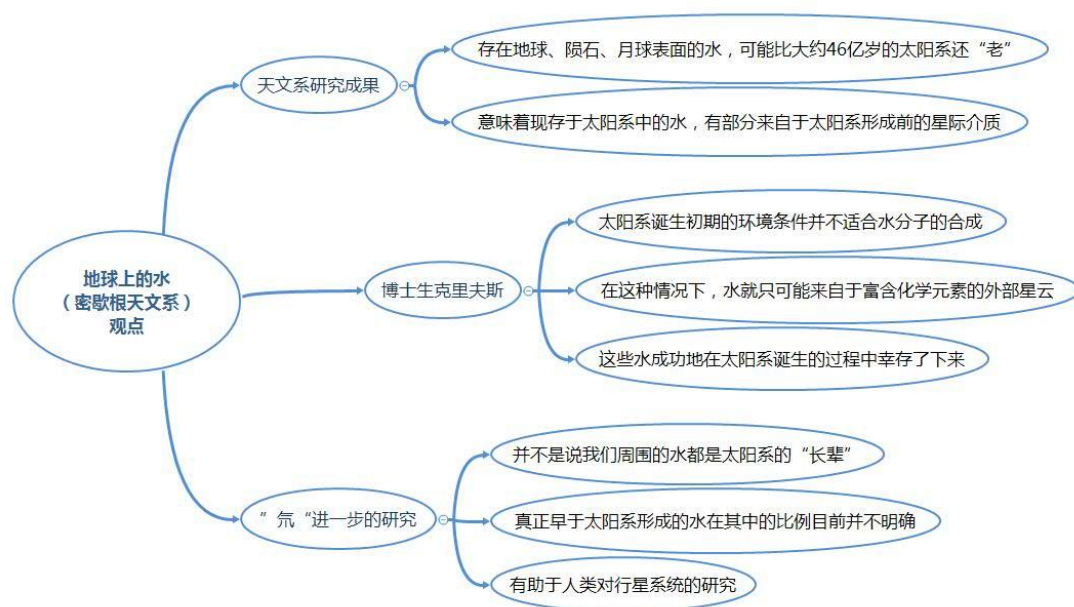 存在地球、陨石、月球表面的水，可能比大约46亿岁的太阳系还“老”
天文系研究成果
意味着现存于太阳系中的水，有部分来自于太阳系形成前的星际介质
太阳系诞生初期的环境条件并不适合水分子的合成
地球上的水
（密歇根天文系）
观点
博士生克里夫斯
在这种情况下，水就只可能来自于富含化学元素的外部星云
这些水成功地在太阳系诞生的过程中幸存了下来
并不是说我们周围的水都是太阳系的“长辈”
”氘“进一步的研究
真正早于太阳系形成的水在其中的比例目前并不明确
有助于人类对行星系统的研究